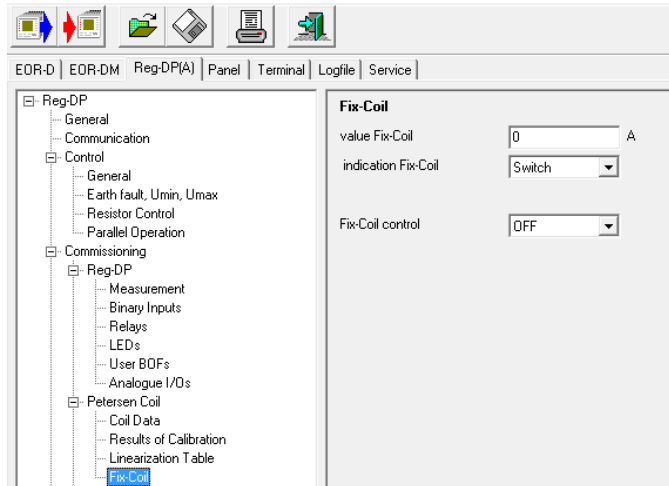 EOR-D EOR-DM Reg-DP(A) Panel Terminal Logfile Service
Reg-DP
General
Communication
Control
General
Earth fault, Umin, Umax
Resistor Control
Parallel Operation
Commissioning
Reg-DP
Measurement
Binary Inputs
Relays
LEDs
User BOFs
Analogue I/Os
Petersen Coil
Coil Data
Results of Calibration
Linearization Table
Fix-Coil
Fix-Coil
value Fix-Coil 0 A
indication Fix-Coil Switch
Fix-Coil control OFF